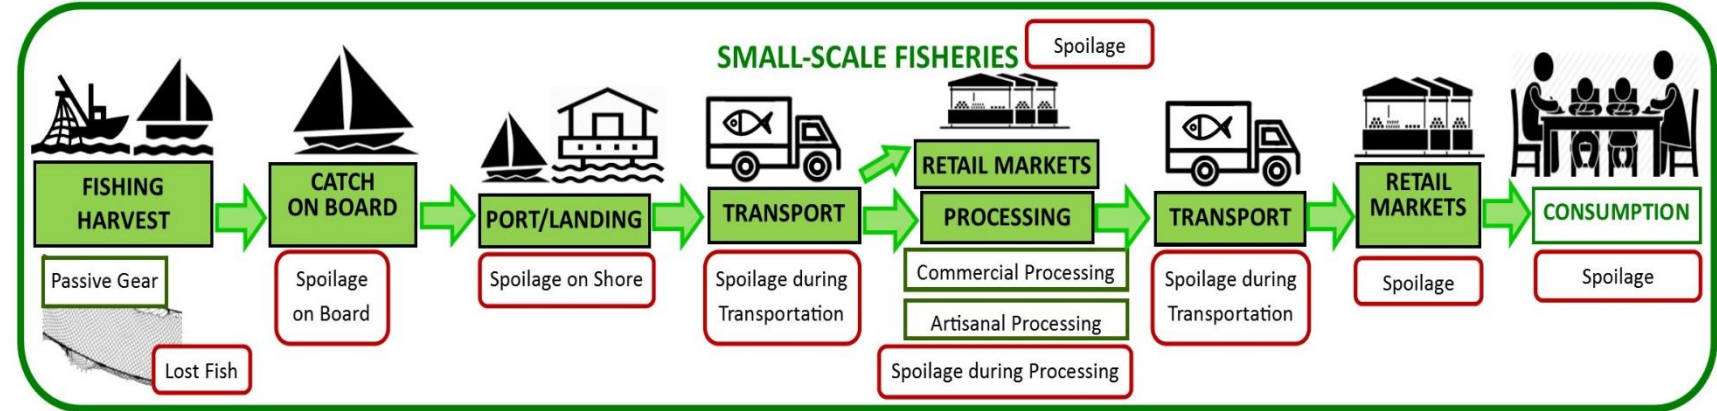 SMALL-SCALE FISHERIES
Spoilage
FISHING
HARVEST
Passive Gear
Lost Fish
CATCH
ON BOARD
Spoilage
on Board
PORT/LANDING
Spoilage on Shore
TRANSPORT
Spoilage during
Transportation
RETAIL MARKETS
PROCESSING
Commercial Processing
Artisanal Processing
Spoilage during Processing
TRANSPORT
Spoilage during
Transportation
RETAIL
MARKETS
Spoilage
CONSUMPTION
Spoilage